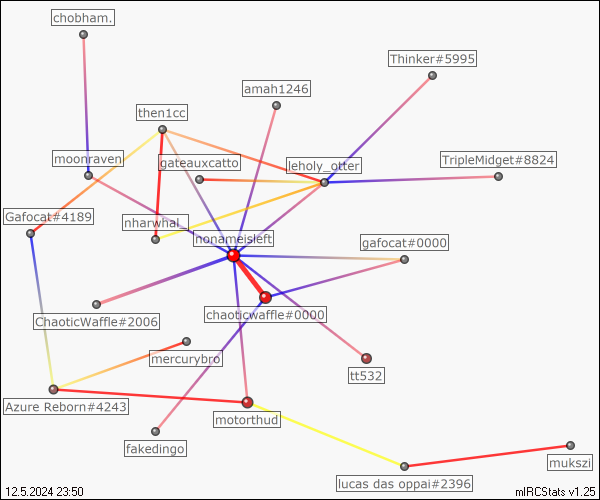 chobham.
Thinker#5995
amah1246
then1cc
moonraven
gateauxcatto
leholy_otter
TripleMidget#8824
Gafocat#4189
nharwhal_
nonameisleft
gafocat#0000
ChaoticWaffle#2006
chaoticwaffle#0000
mercurybro
tt532
Azure Reborn#4243
motorthud
fakedingo
mukszi
lucas das oppai#2396
12.5.2024 23:50
mIRCStats v1.25